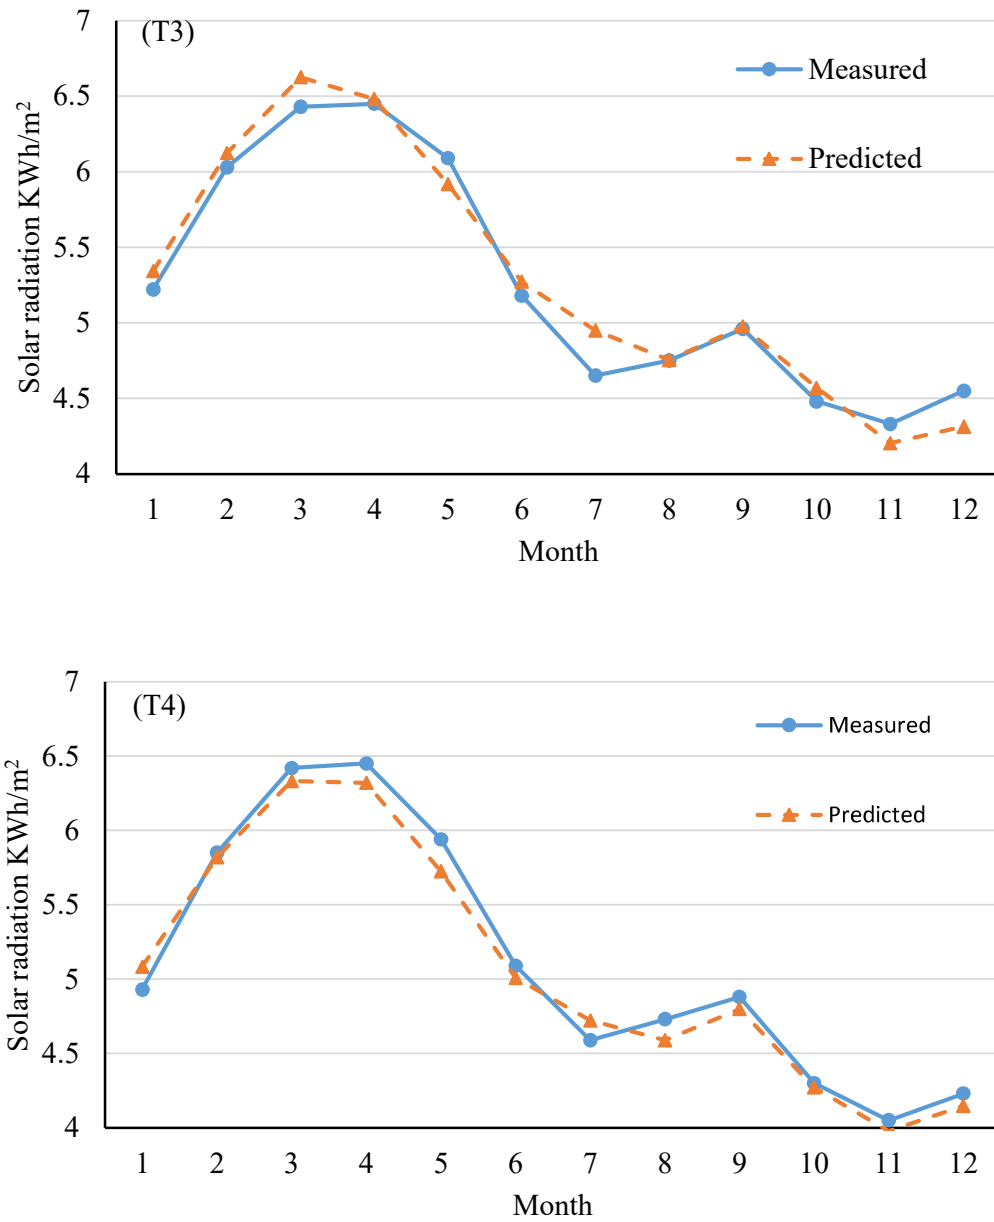 (T3)
Measured
Predicted
Solar radiation KWh/m²
7
6.5
6
5.5
5
4.5
4
1 2 3 4 5 6 7 8 9 10 11 12
Month
(T4)
Measured
Predicted
Solar radiation KWh/m²
7
6.5
6
5.5
5
4.5
4
1 2 3 4 5 6 7 8 9 10 11 12
Month